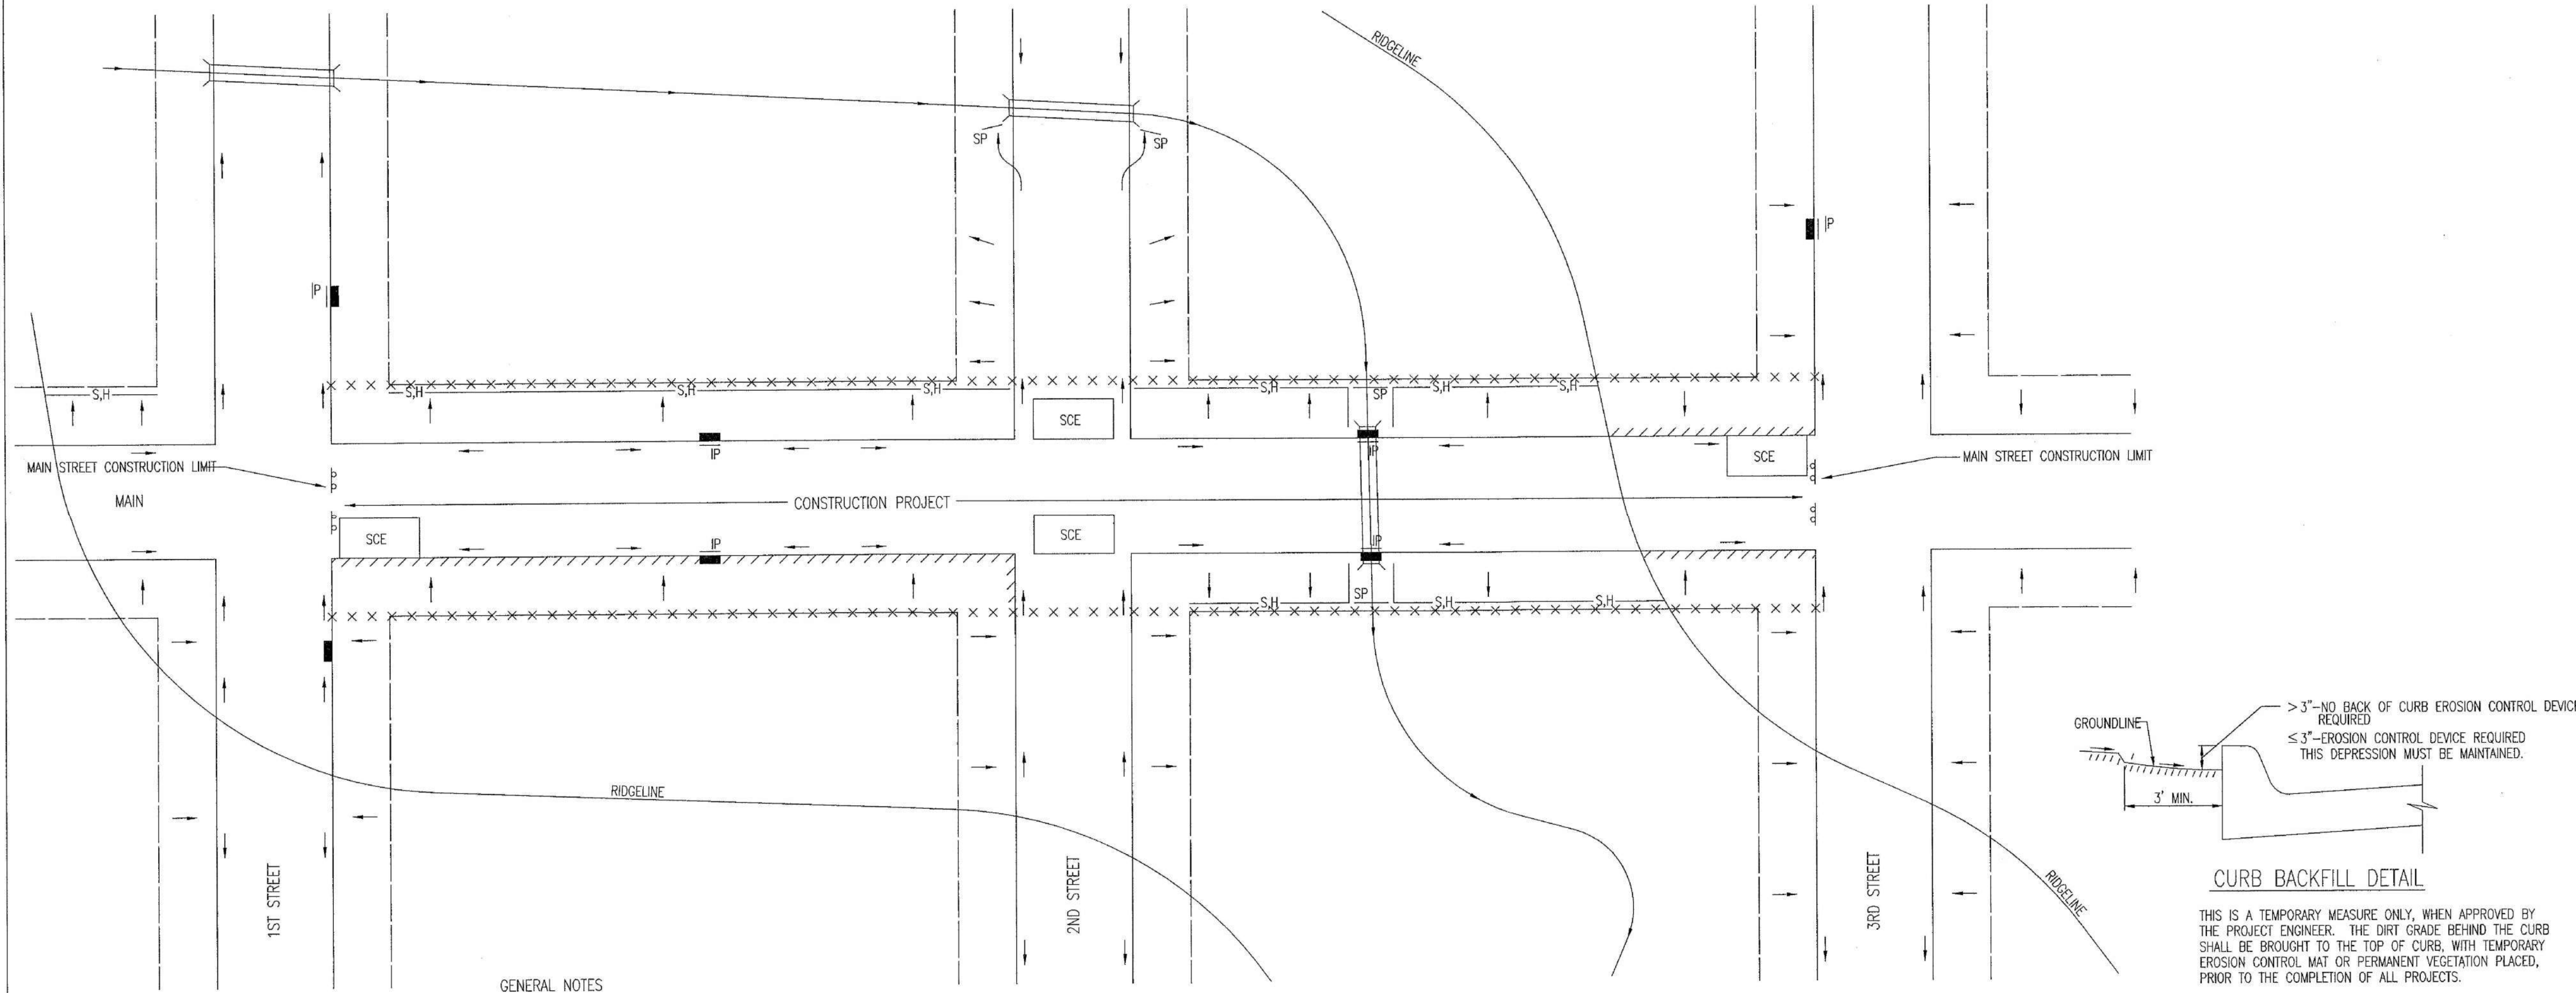 RIDGELINE
SP
SP
IP
IP
S,H
S,H
S,H
S,H
S,H
SP
S,H
S,H
SCE
IP
IP
SCE
MAIN STREET CONSTRUCTION LIMIT
MAIN STREET CONSTRUCTION LIMIT
MAIN
CONSTRUCTION PROJECT
SCE
SCE
IP
IP
S,H
SP
S,H
S,H
RIDGELINE
RIDGELINE
1ST STREET
2ND STREET
3RD STREET
GROUNDLINE
>3"-NO BACK OF CURB EROSION CONTROL DEVICE
REQUIRED
≤3"-EROSION CONTROL DEVICE REQUIRED
THIS DEPRESSION MUST BE MAINTAINED.
3' MIN.
CURB BACKFILL DETAIL
THIS IS A TEMPORARY MEASURE ONLY, WHEN APPROVED BY
THE PROJECT ENGINEER. THE DIRT GRADE BEHIND THE CURB
SHALL BE BROUGHT TO THE TOP OF CURB, WITH TEMPORARY
EROSION CONTROL MAT OR PERMANENT VEGETATION PLACED,
PRIOR TO THE COMPLETION OF ALL PROJECTS.
GENERAL NOTES